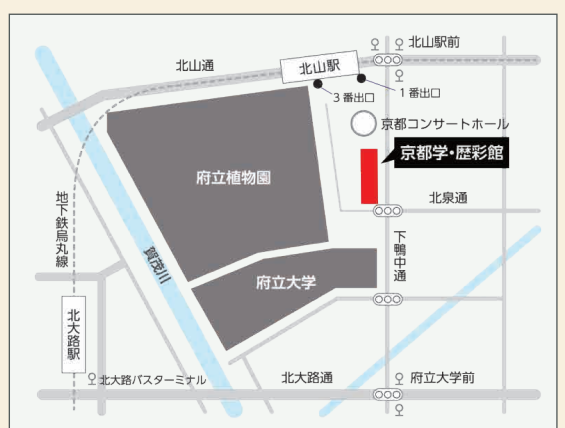 北山駅前
北山通
北山駅
3番出口
1番出口
京都コンサートホール
京都学・歴彩館
府立植物園
北泉通
地下鉄烏丸線
賀茂川
下鴨中通
府立大学
北大路駅
北大路バスターミナル
北大路通
府立大学前